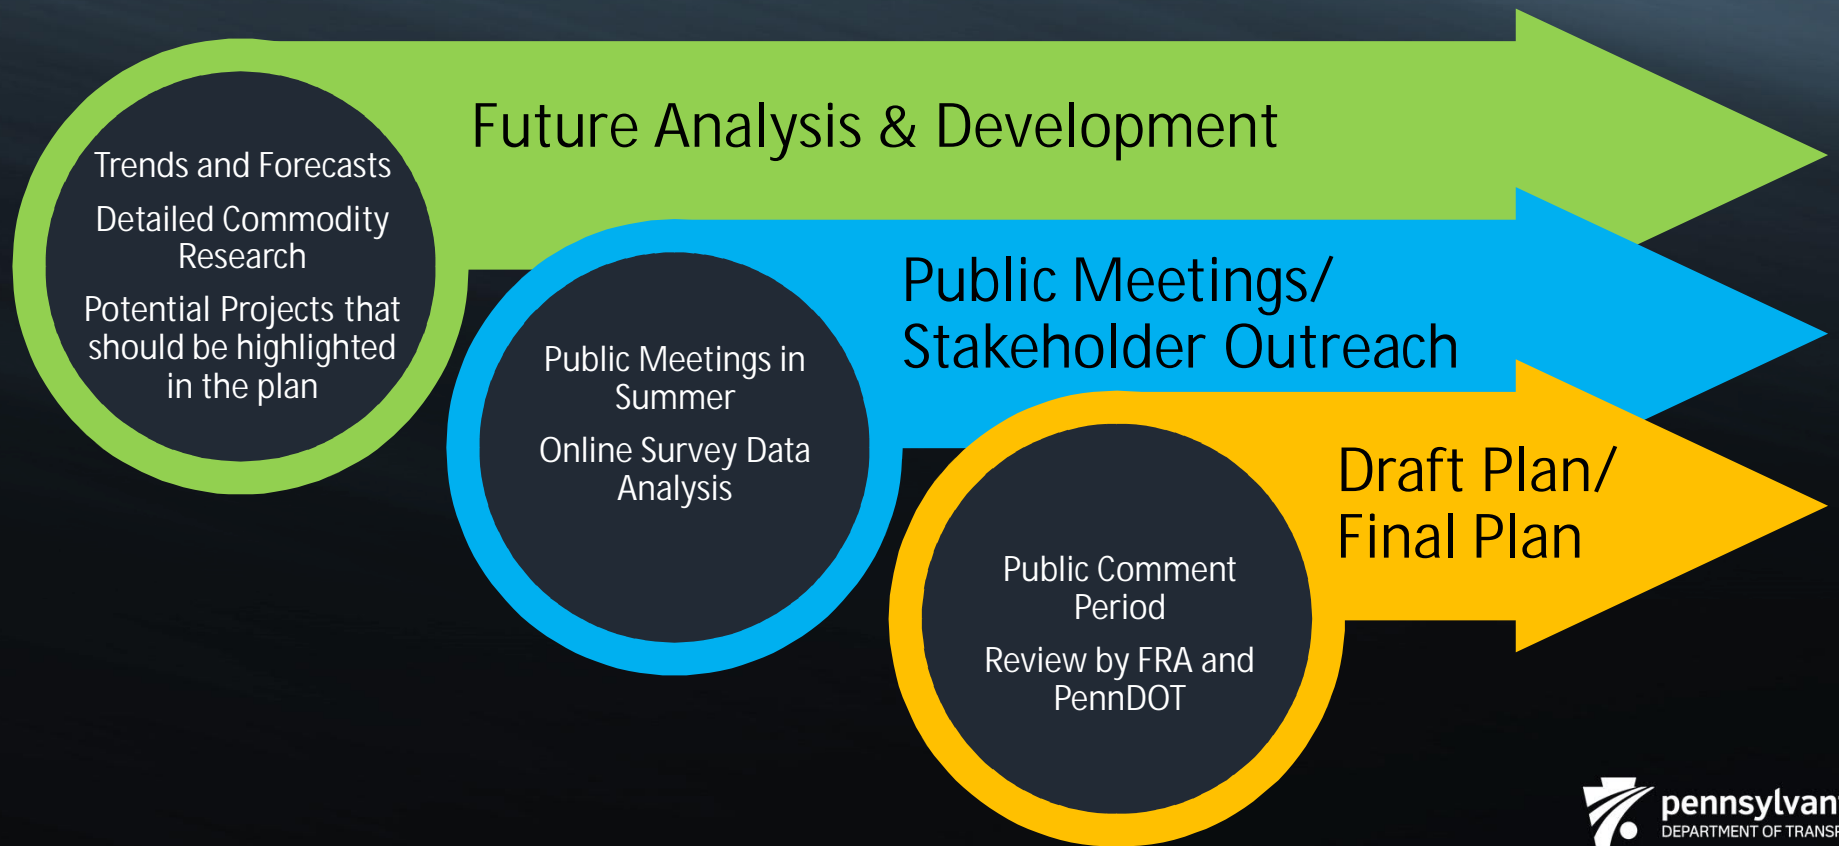 Future Analysis & Development
Trends and Forecasts
Detailed Commodity
Research
Potential Projects that
should be highlighted
in the plan
Public Meetings/
Stakeholder Outreach
Public Meetings in
Summer
Online Survey Data
Analysis
Draft Plan/
Final Plan
Public Comment
Period
Review by FRA and
PennDOT
DEPARTMENT OF